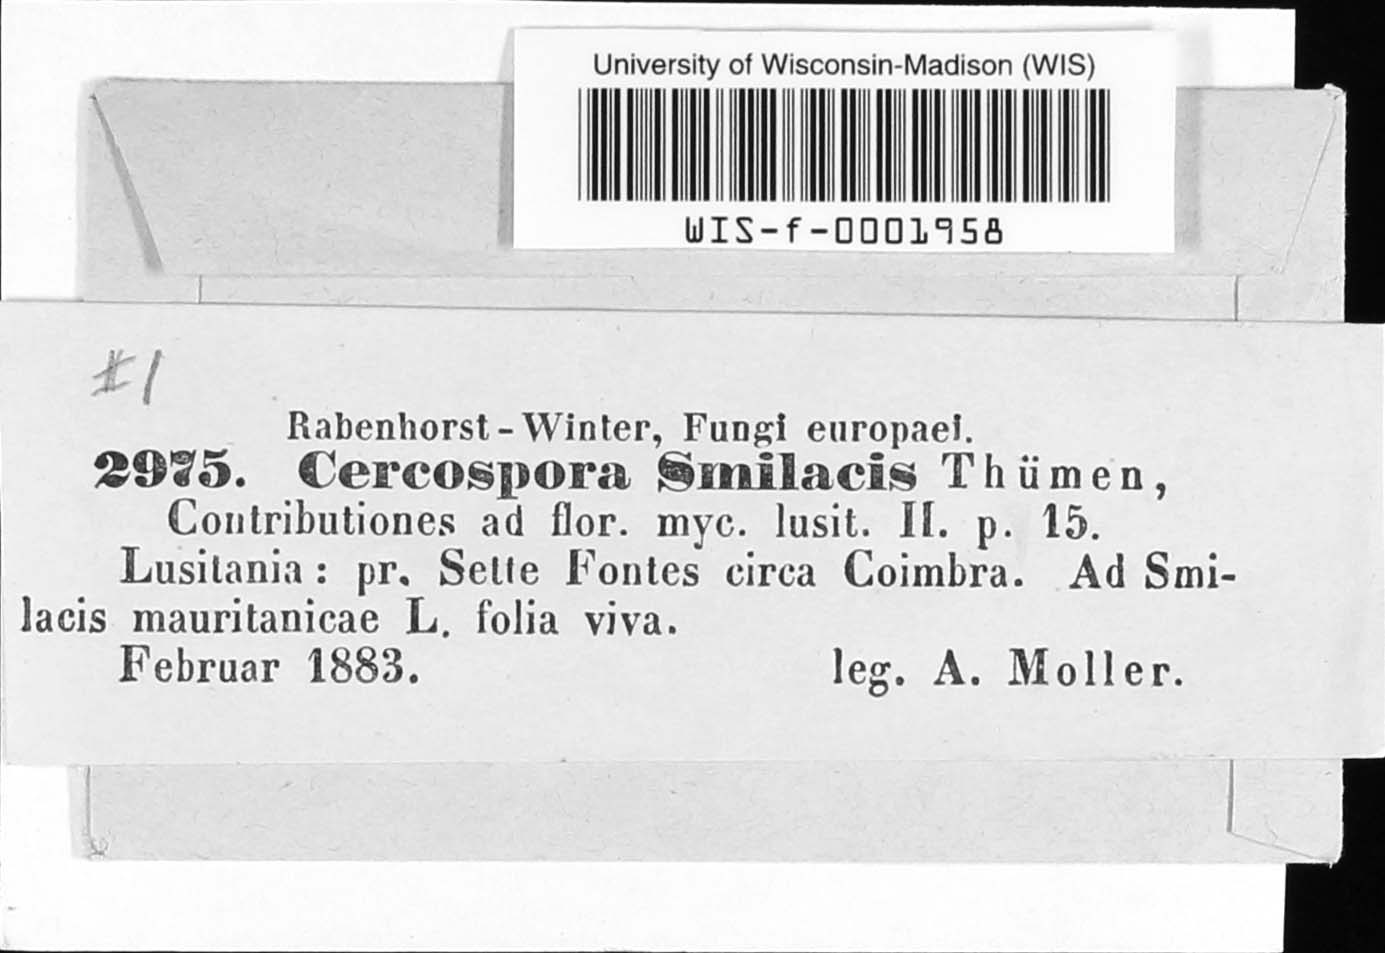 University of Wisconsin-Madison (WIS)
WIS-f-0001958
#1
Rabenhorst-Winter, Fungi europaei.
2975. Cercospora Smilacis Thümen,
Contributiones ad flor. myc. lusit. II. p. 15.
Lusitania: pr. Sette Fontes circa Coimbra. Ad Smi-
lacis mauritanicae L. folia viva.
Februar 1883. leg. A. Moller.